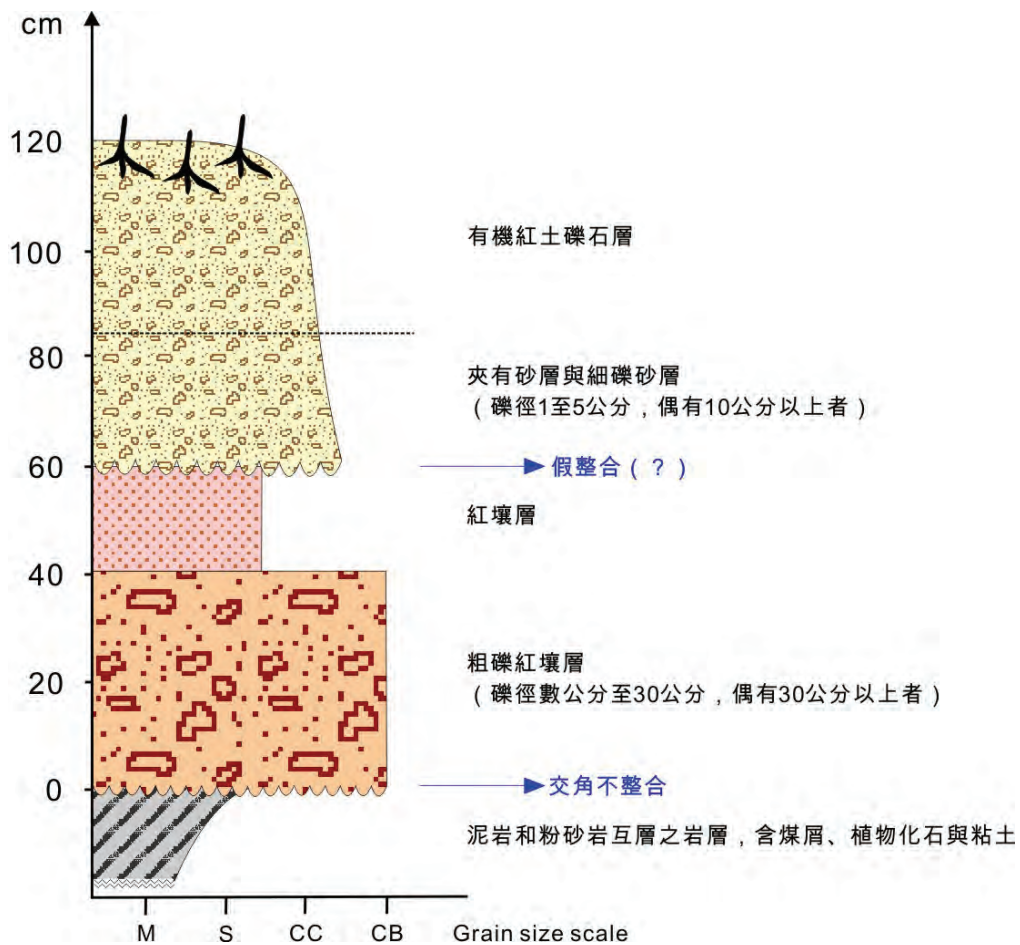 cm
120
有機紅土礫石層
100
80
夾有砂層與細礫砂層
（礫徑1至5公分，偶有10公分以上者）
60
假整合（？）
紅壤層
40
粗礫紅壤層
（礫徑數公分至30公分，偶有30公分以上者）
20
0
交角不整合
泥岩和粉砂岩互層之岩層，含煤屑、植物化石與粘土
M S CC CB Grain size scale